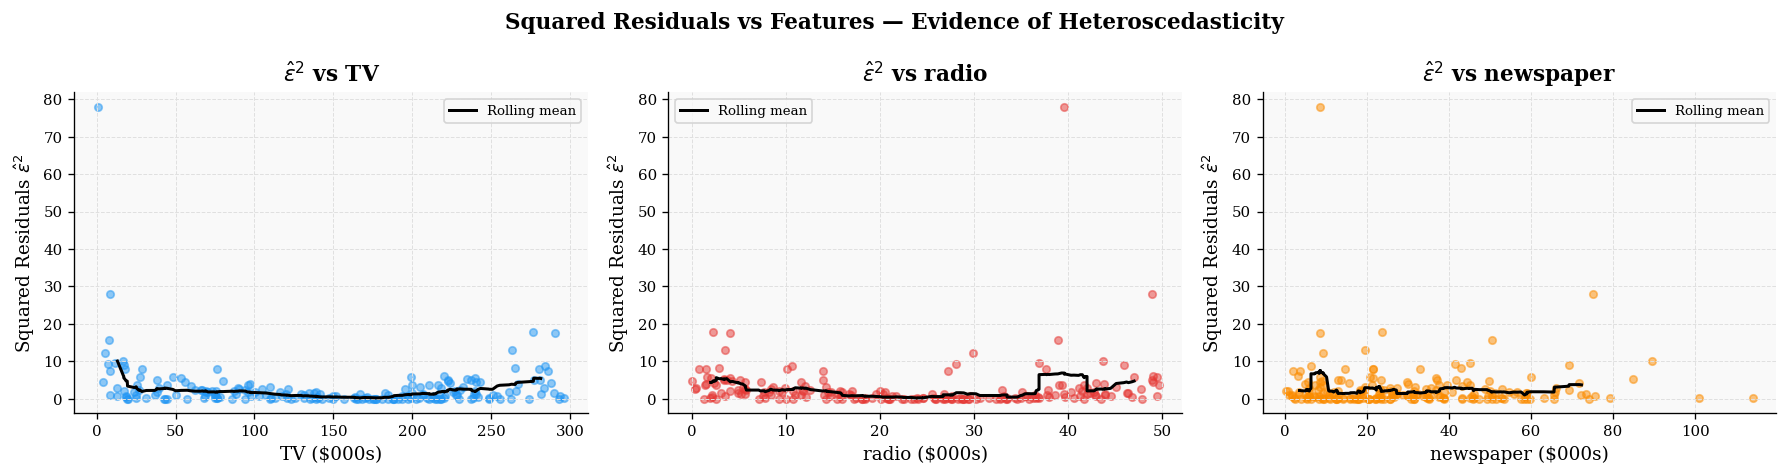 Squared Residuals vs Features — Evidence of Heteroscedasticity
ε̂² vs TV
80
70
60
50
40
30
20
10
0
Squared Residuals ε̂²
Rolling mean
0 50 100 150 200 250 300
TV ($000s)
ε̂² vs radio
80
70
60
50
40
30
20
10
0
Squared Residuals ε̂²
Rolling mean
0 10 20 30 40 50
radio ($000s)
ε̂² vs newspaper
80
70
60
50
40
30
20
10
0
Squared Residuals ε̂²
Rolling mean
0 20 40 60 80 100
newspaper ($000s)